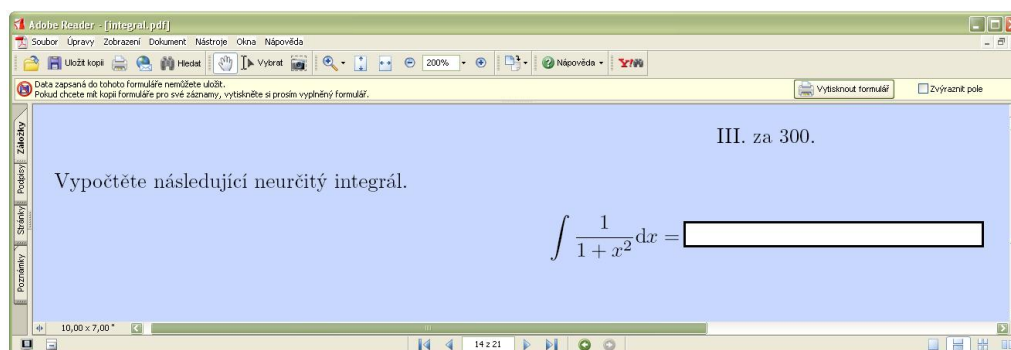 Adobe Reader - [integral.pdf]
Soubor Úpravy Zobrazení Dokument Nástroje Okna Nápověda
Uložit kopii Hledat Vybrat 200% Nápověda Y!
Data zapsaná do tohoto formuláře nemůžete uložit.
Pokud chcete mít kopii formuláře pro své záznamy, vytiskněte si prosím vyplněný formulář.
Vytisknout formulář Zvýraznit pole
Záložky
Podpisy
Stránky
Poznámky
III. za 300.
Vypočtěte následující neurčitý integrál.
∫ 1/(1 + x²) dx =
10,00 x 7,00 "
14 z 21